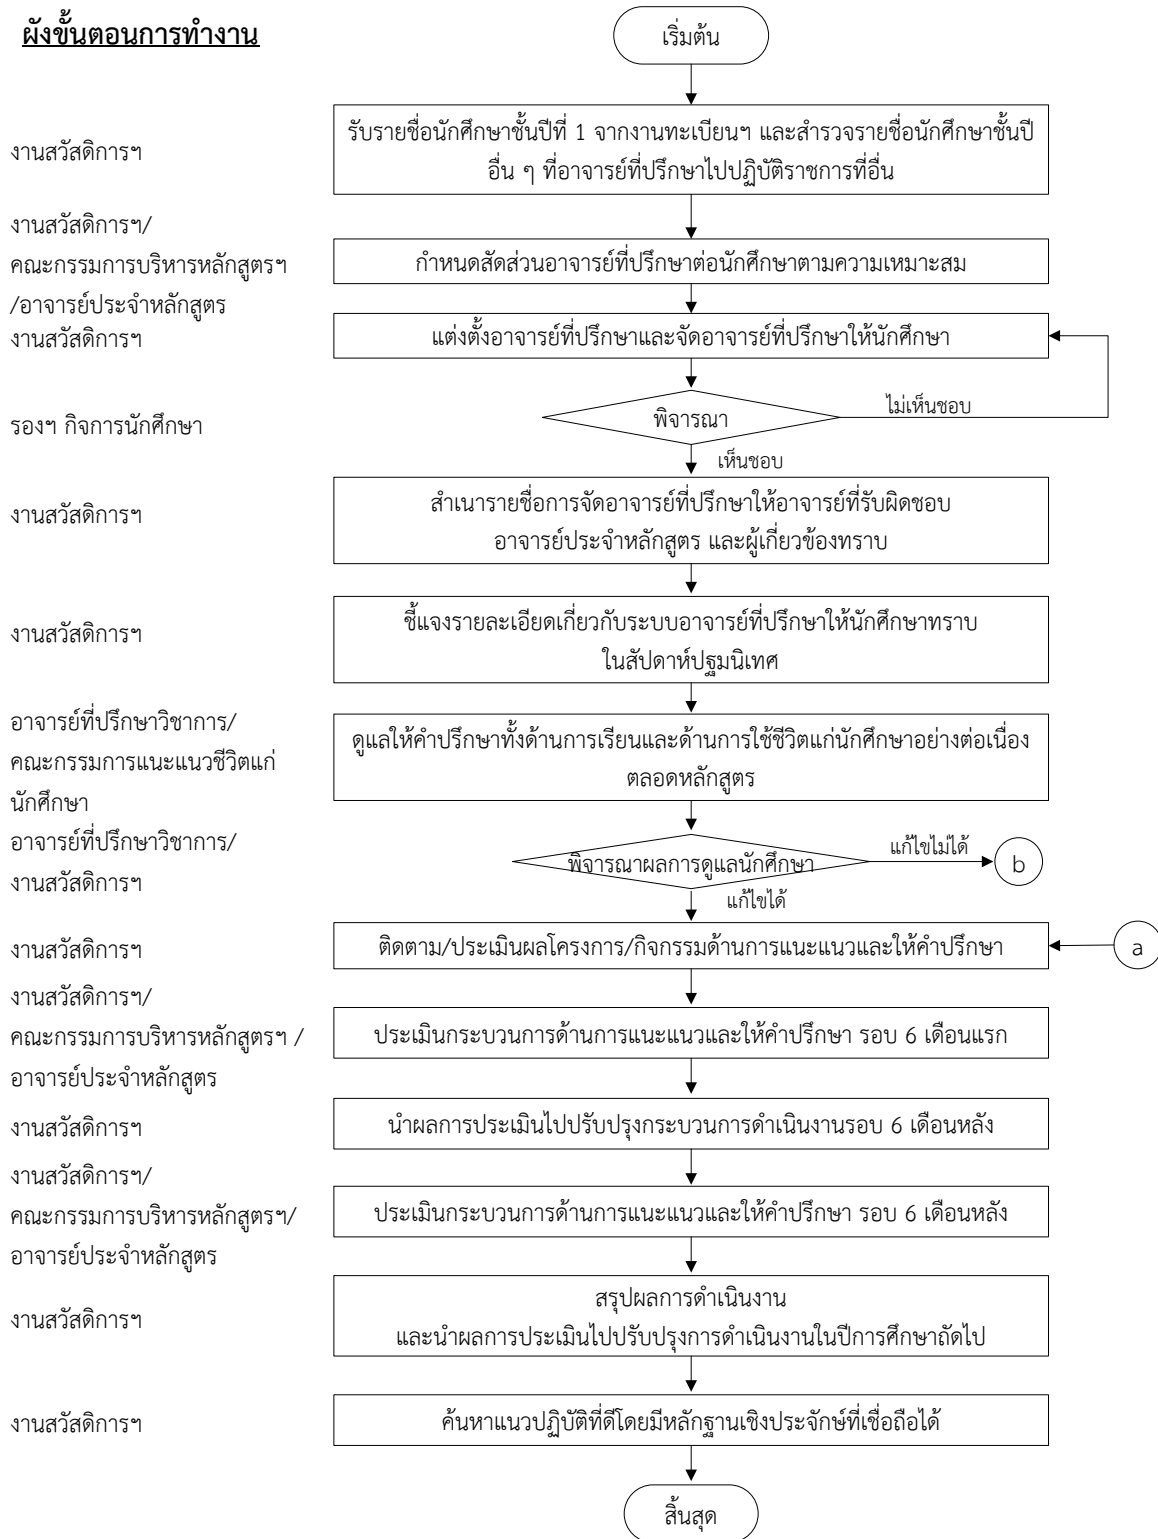 ผังขั้นตอนการทำงาน
เริ่มต้น
งานสวัสดิการฯ
รับรายชื่อนักศึกษาชั้นปีที่ 1 จากงานทะเบียนฯ และสำรวจรายชื่อนักศึกษาชั้นปี
อื่น ๆ ที่อาจารย์ที่ปรึกษาไปปฏิบัติราชการที่อื่น
งานสวัสดิการฯ/
คณะกรรมการบริหารหลักสูตรฯ
/อาจารย์ประจำหลักสูตร
กำหนดสัดส่วนอาจารย์ที่ปรึกษาต่อนักศึกษาตามความเหมาะสม
งานสวัสดิการฯ
แต่งตั้งอาจารย์ที่ปรึกษาและจัดอาจารย์ที่ปรึกษาให้นักศึกษา
รองฯ กิจการนักศึกษา
พิจารณา
ไม่เห็นชอบ
เห็นชอบ
งานสวัสดิการฯ
สำเนารายชื่อการจัดอาจารย์ที่ปรึกษาให้อาจารย์ที่รับผิดชอบ
อาจารย์ประจำหลักสูตร และผู้เกี่ยวข้องทราบ
งานสวัสดิการฯ
ชี้แจงรายละเอียดเกี่ยวกับระบบอาจารย์ที่ปรึกษาให้นักศึกษาทราบ
ในสัปดาห์ปฐมนิเทศ
อาจารย์ที่ปรึกษาวิชาการ/
คณะกรรมการแนะแนวชีวิตแก่
นักศึกษา
ดูแลให้คำปรึกษาทั้งด้านการเรียนและด้านการใช้ชีวิตแก่นักศึกษาอย่างต่อเนื่อง
ตลอดหลักสูตร
อาจารย์ที่ปรึกษาวิชาการ/
งานสวัสดิการฯ
พิจารณาผลการดูแลนักศึกษา
แก้ไขไม่ได้
b
แก้ไขได้
งานสวัสดิการฯ
ติดตาม/ประเมินผลโครงการ/กิจกรรมด้านการแนะแนวและให้คำปรึกษา
a
งานสวัสดิการฯ/
คณะกรรมการบริหารหลักสูตรฯ /
อาจารย์ประจำหลักสูตร
ประเมินกระบวนการด้านการแนะแนวและให้คำปรึกษา รอบ 6 เดือนแรก
งานสวัสดิการฯ
นำผลการประเมินไปปรับปรุงกระบวนการดำเนินงานรอบ 6 เดือนหลัง
งานสวัสดิการฯ/
คณะกรรมการบริหารหลักสูตรฯ/
อาจารย์ประจำหลักสูตร
ประเมินกระบวนการด้านการแนะแนวและให้คำปรึกษา รอบ 6 เดือนหลัง
งานสวัสดิการฯ
สรุปผลการดำเนินงาน
และนำผลการประเมินไปปรับปรุงการดำเนินงานในปีการศึกษาถัดไป
งานสวัสดิการฯ
ค้นหาแนวปฏิบัติที่ดีโดยมีหลักฐานเชิงประจักษ์ที่เชื่อถือได้
สิ้นสุด